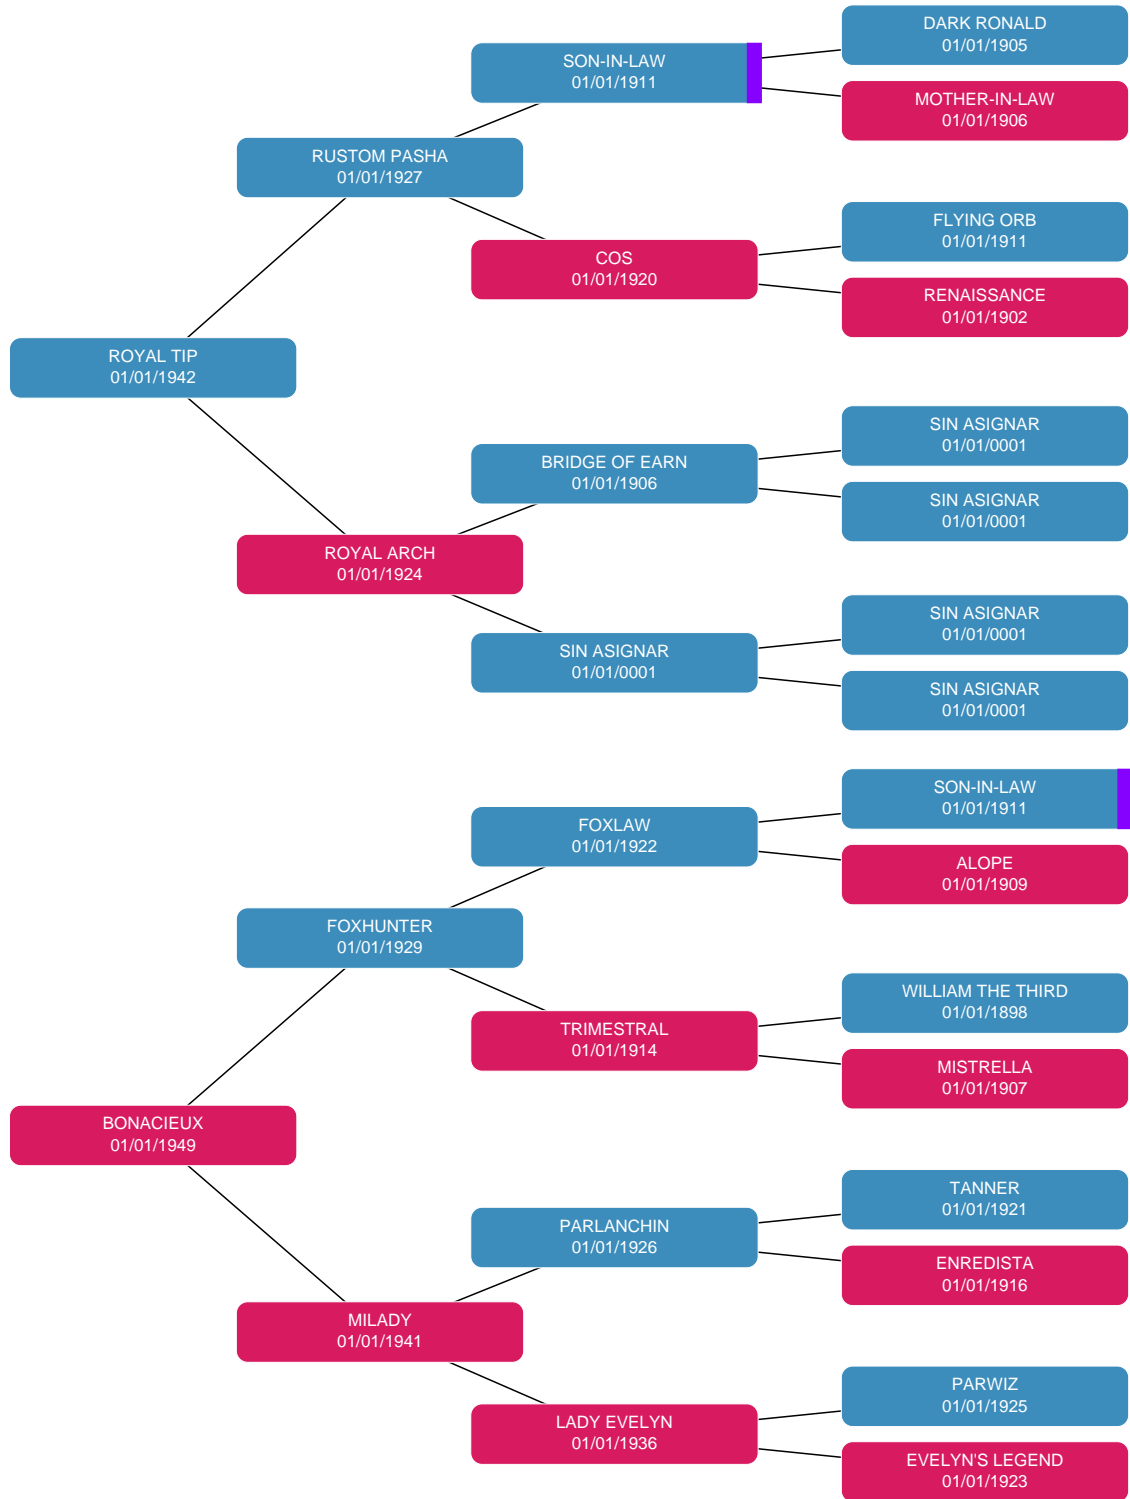 DARK RONALD
01/01/1905
SON-IN-LAW
01/01/1911
MOTHER-IN-LAW
01/01/1906
RUSTOM PASHA
01/01/1927
FLYING ORB
01/01/1911
COS
01/01/1920
RENAISSANCE
01/01/1902
ROYAL TIP
01/01/1942
SIN ASIGNAR
01/01/0001
BRIDGE OF EARN
01/01/1906
SIN ASIGNAR
01/01/0001
ROYAL ARCH
01/01/1924
SIN ASIGNAR
01/01/0001
SIN ASIGNAR
01/01/0001
SIN ASIGNAR
01/01/0001
SON-IN-LAW
01/01/1911
FOXLAW
01/01/1922
ALOPE
01/01/1909
FOXHUNTER
01/01/1929
WILLIAM THE THIRD
01/01/1898
TRIMESTRAL
01/01/1914
MISTRELLA
01/01/1907
BONACIEUX
01/01/1949
TANNER
01/01/1921
PARLANCHIN
01/01/1926
ENREDISTA
01/01/1916
MILADY
01/01/1941
PARWIZ
01/01/1925
LADY EVELYN
01/01/1936
EVELYN'S LEGEND
01/01/1923